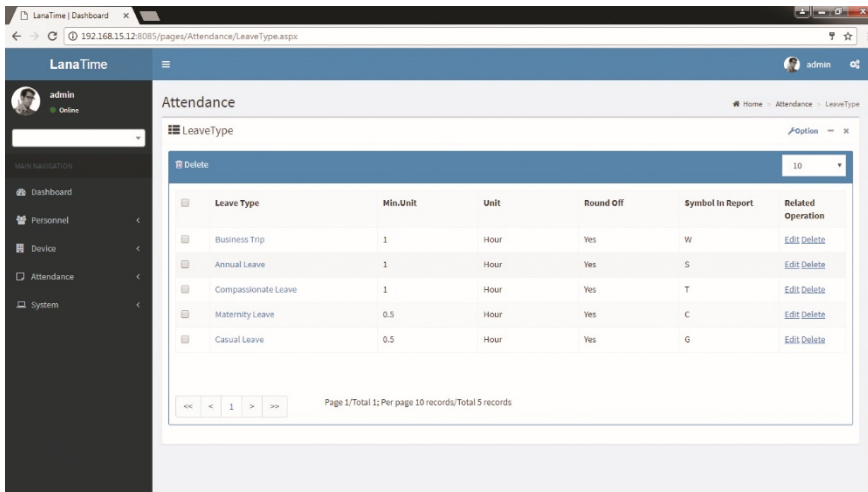 LanaTime | Dashboard
192.168.15.12:8085/pages/Attendance/LeaveType.aspx
LanaTime
admin
admin
Online
MAIN NAVIGATION
Dashboard
Personnel
Device
Attendance
System
Attendance
Home > Attendance > LeaveType
LeaveType
Option
Delete
10
Leave Type Min.Unit Unit Round Off Symbol In Report Related Operation
Business Trip 1 Hour Yes W Edit Delete
Annual Leave 1 Hour Yes S Edit Delete
Compassionate Leave 1 Hour Yes T Edit Delete
Maternity Leave 0.5 Hour Yes C Edit Delete
Casual Leave 0.5 Hour Yes G Edit Delete
<< < 1 > >> Page 1/Total 1; Per page 10 records/Total 5 records